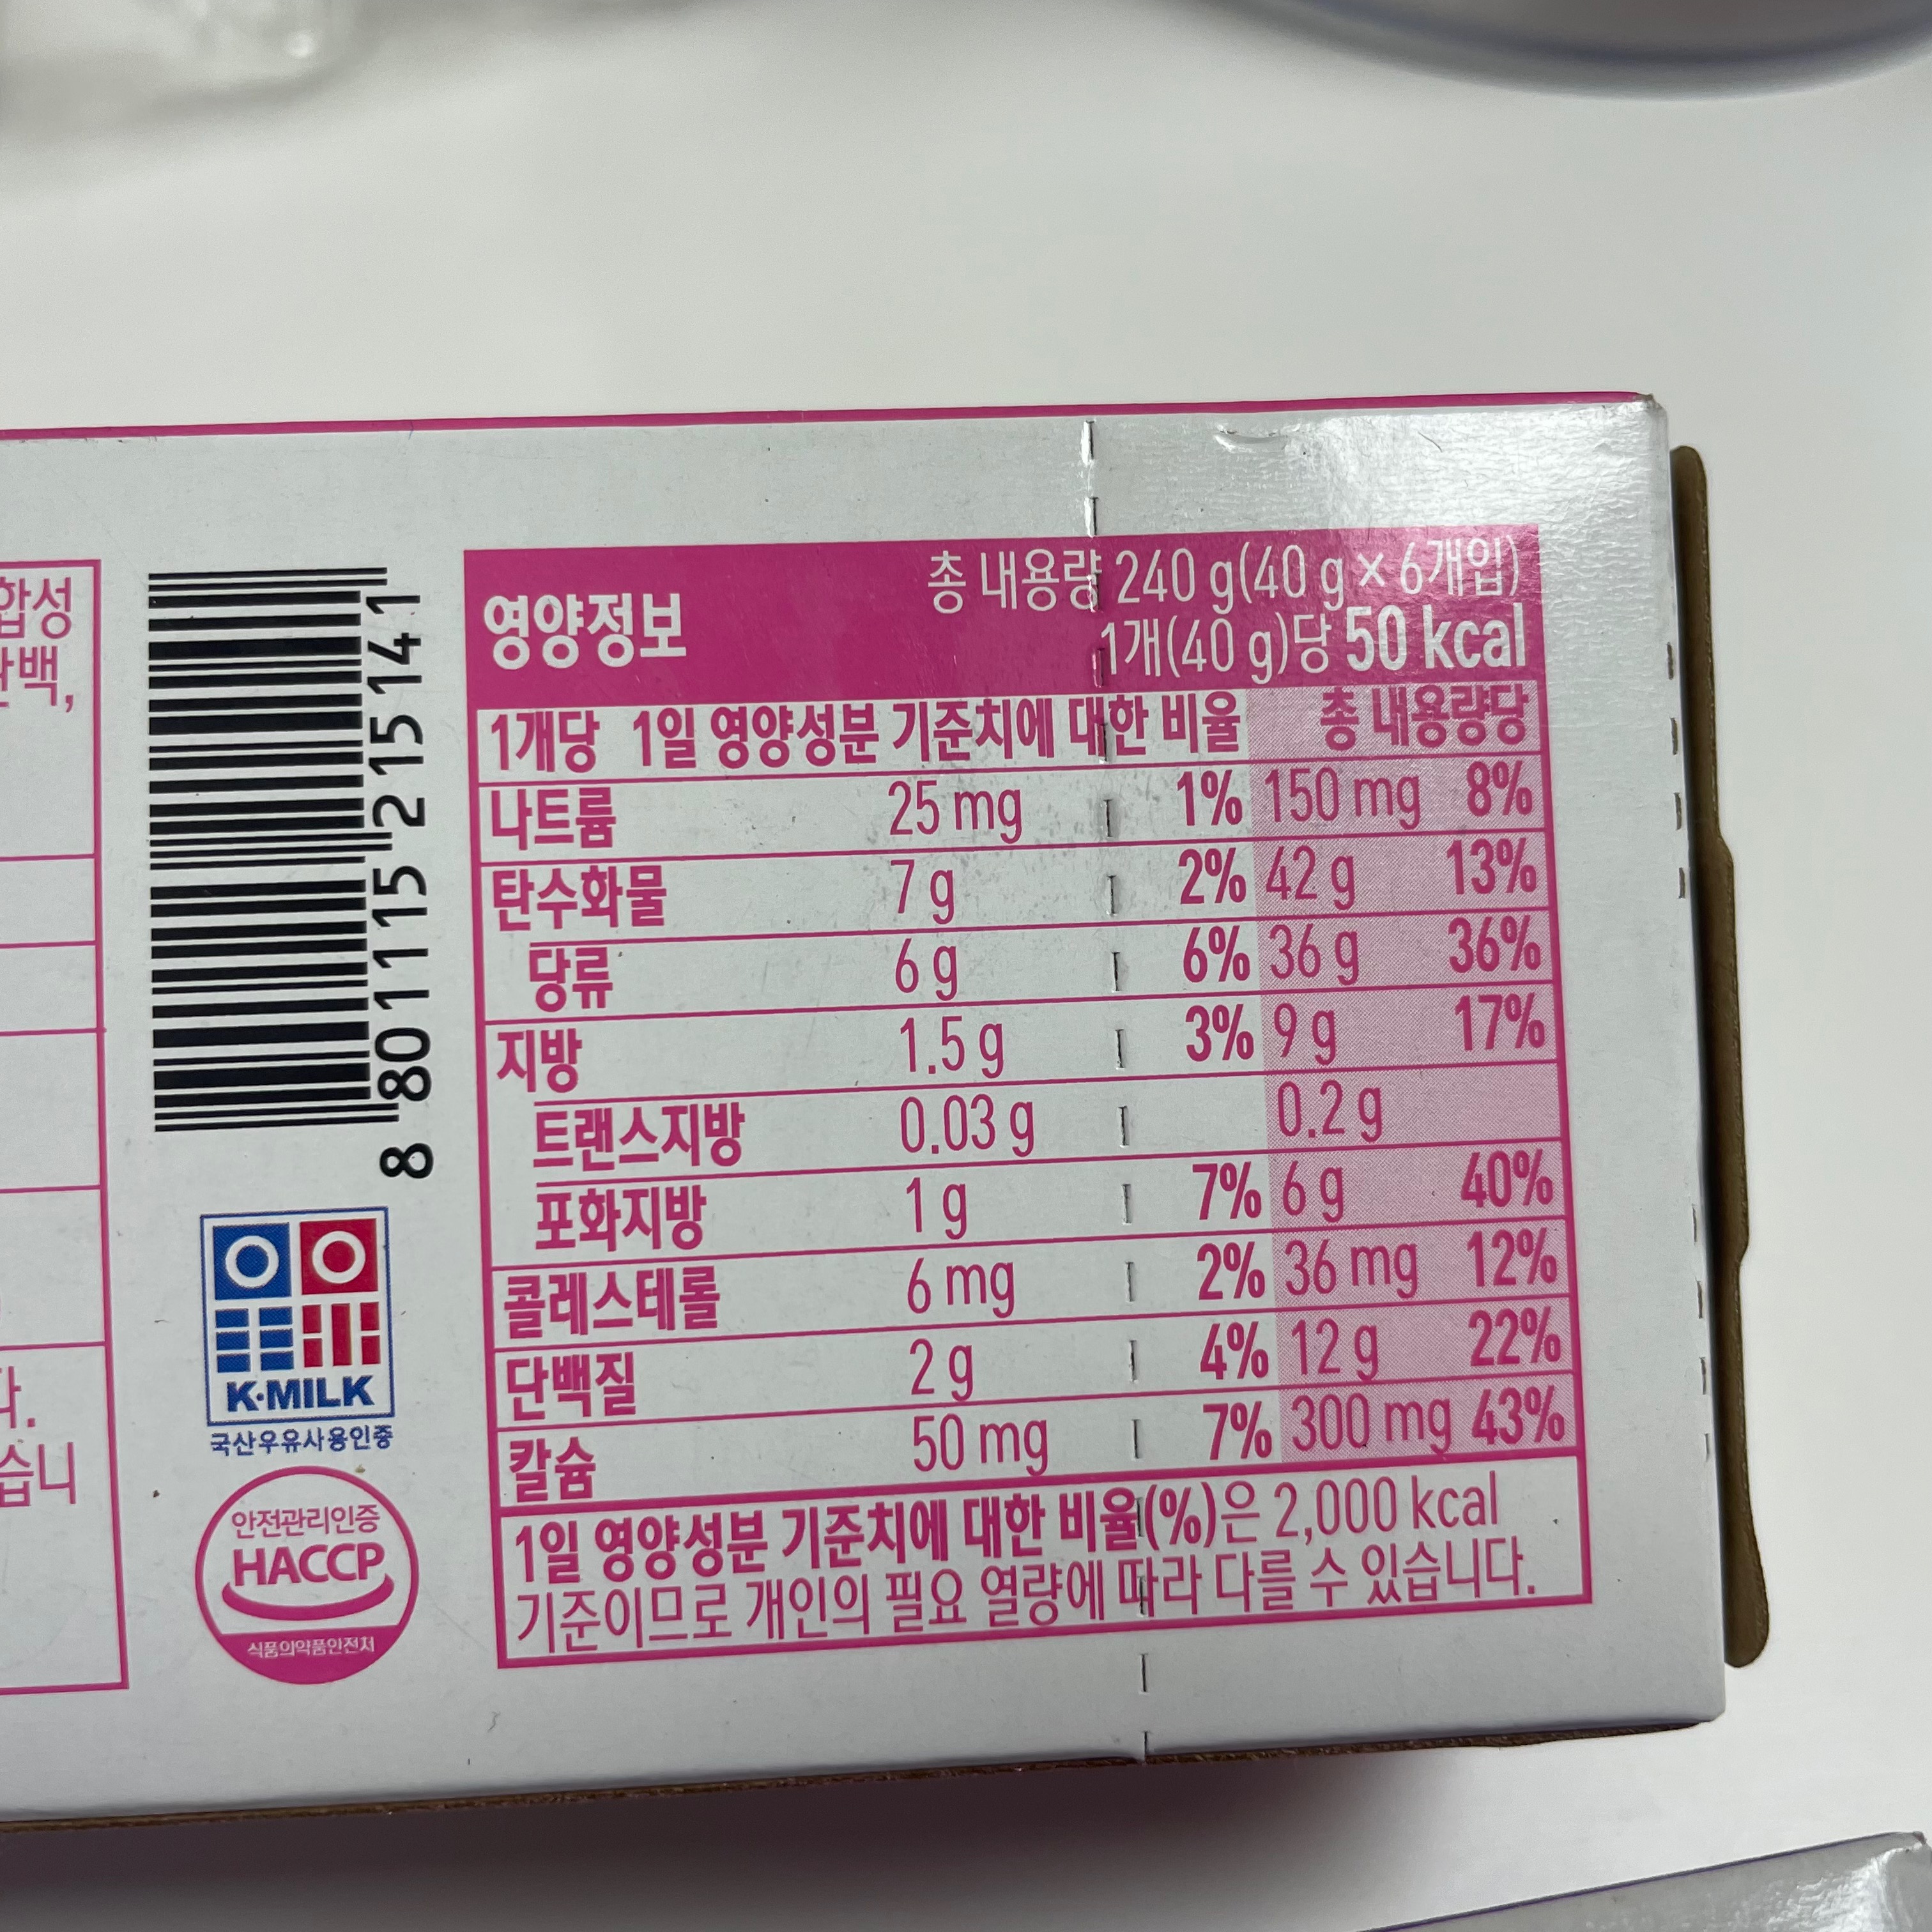 합성
백,
다.
습니
8 801115 215141
우유
K·MILK
국산우유사용인증
안전관리인증
HACCP
식품의약품안전처
영양정보
총 내용량 240 g(40 g × 6개입)
1개(40 g)당 50 kcal
1개당 1일 영양성분 기준치에 대한 비율 총 내용량당
나트륨 25 mg 1% 150 mg 8%
탄수화물 7 g 2% 42 g 13%
당류 6 g 6% 36 g 36%
지방 1.5 g 3% 9 g 17%
트랜스지방 0.03 g 0.2 g
포화지방 1 g 7% 6 g 40%
콜레스테롤 6 mg 2% 36 mg 12%
단백질 2 g 4% 12 g 22%
칼슘 50 mg 7% 300 mg 43%
1일 영양성분 기준치에 대한 비율(%)은 2,000 kcal
기준이므로 개인의 필요 열량에 따라 다를 수 있습니다.